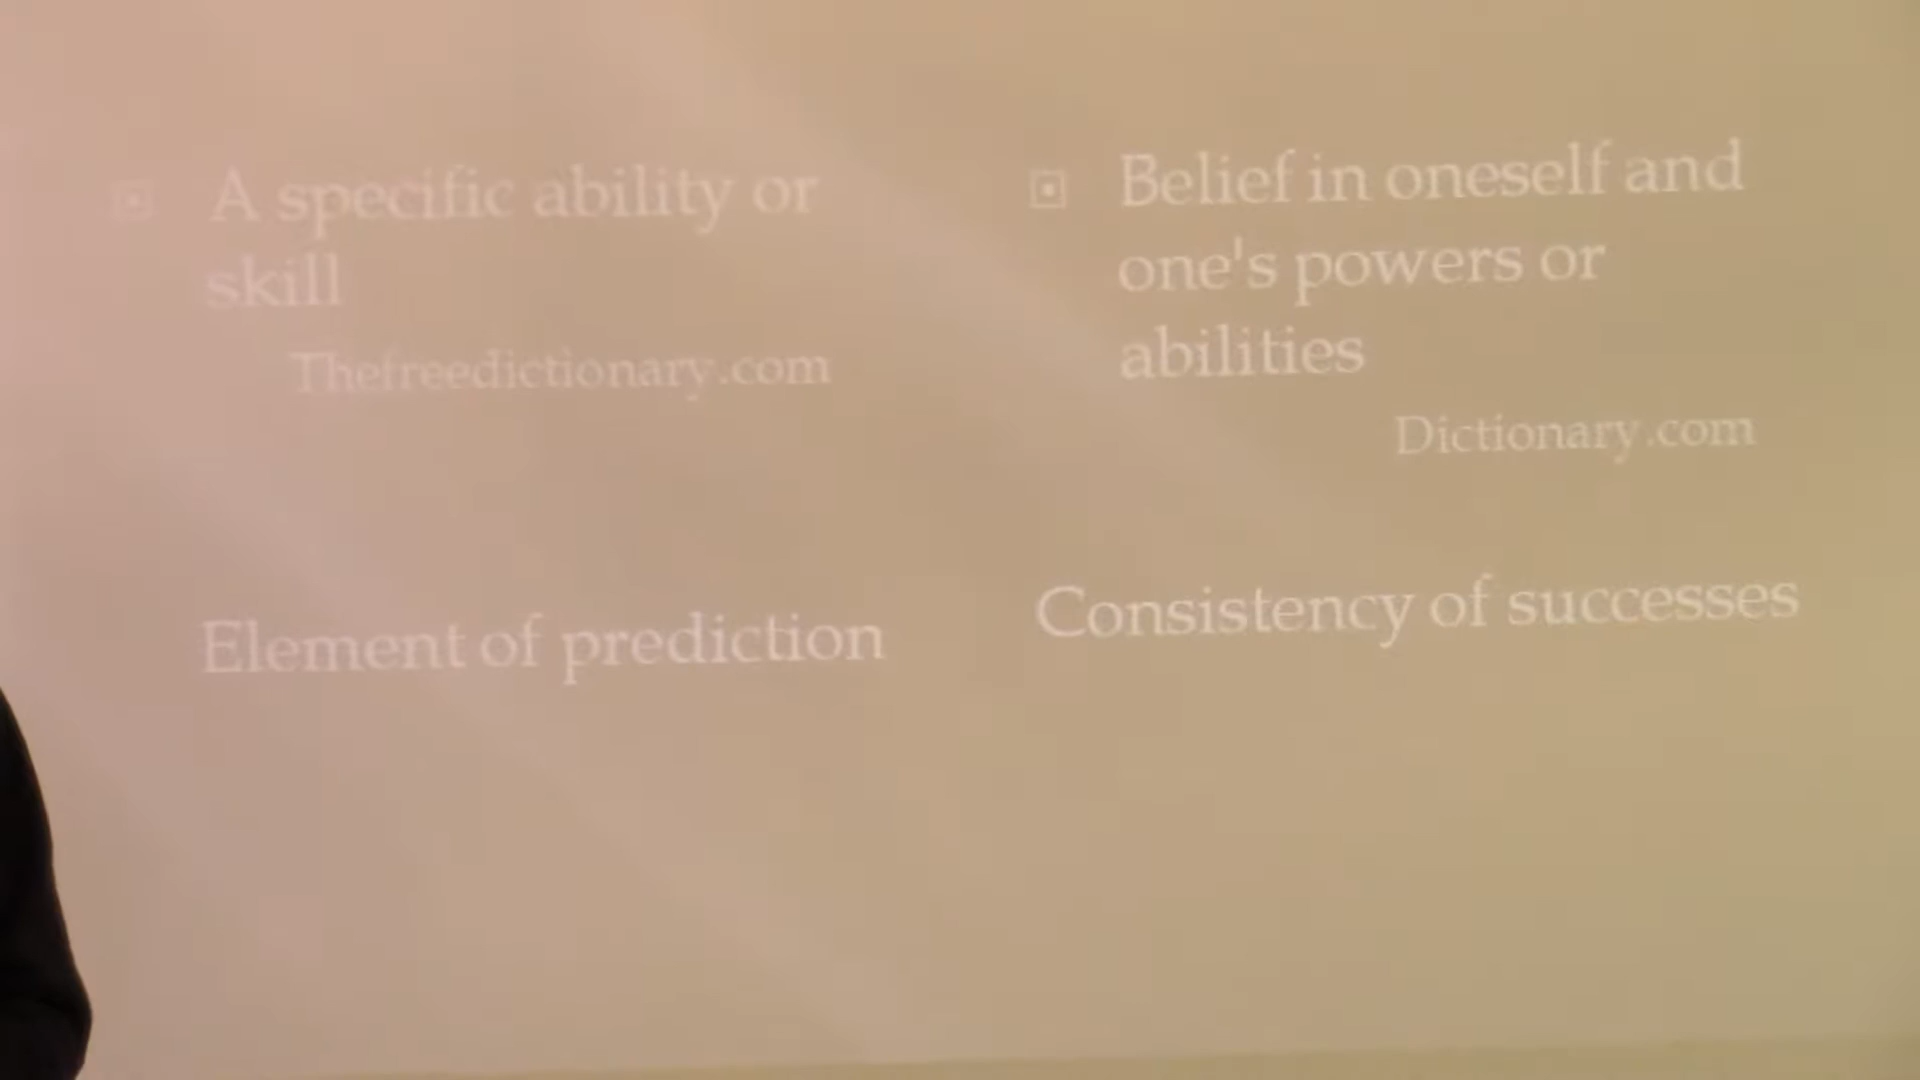 A specific ability or
skill
Thefreedictionary.com
Element of prediction
Belief in oneself and
one's powers or
abilities
Dictionary.com
Consistency of successes